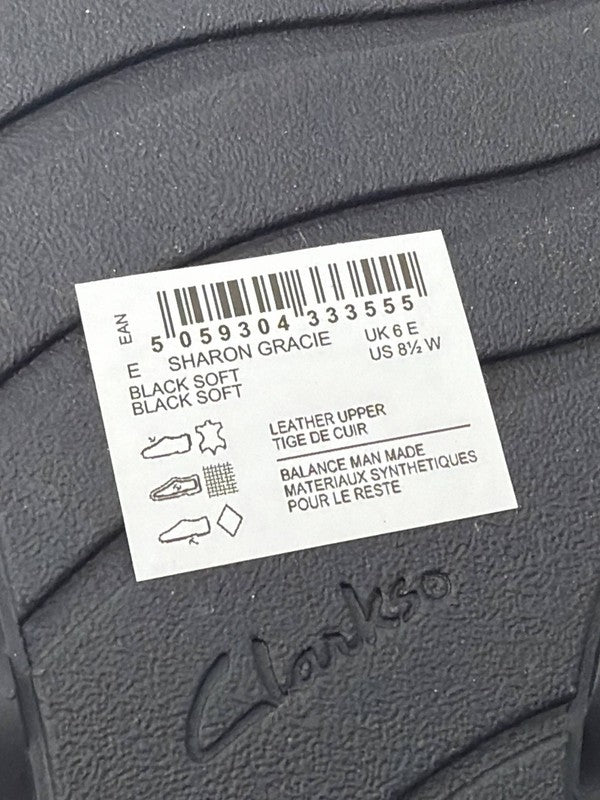 EAN
5 059304 333555
E SHARON GRACIE UK 6 E
BLACK SOFT US 8½ W
BLACK SOFT
LEATHER UPPER
TIGE DE CUIR
BALANCE MAN MADE
MATERIAUX SYNTHETIQUES
POUR LE RESTE
Clarkso